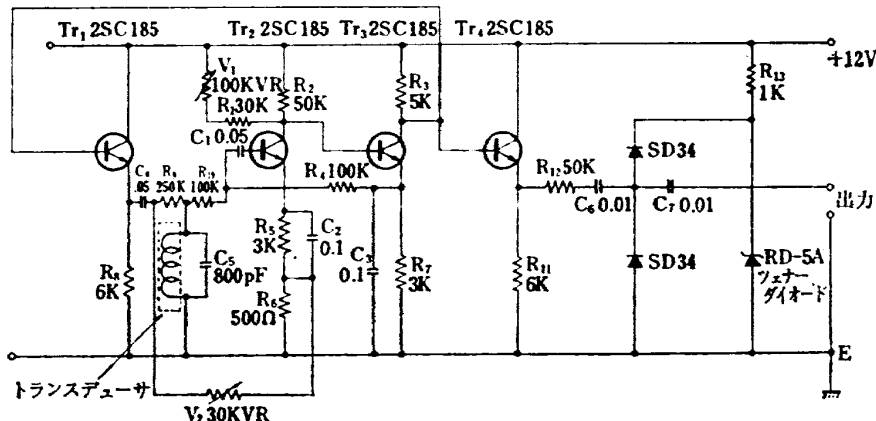 Tr₁ 2SC185
Tr₂ 2SC185
Tr₃ 2SC185
Tr₄ 2SC185
+12V
V₁
100KVR
R₂
50K
R₃
5K
R₁₃
1K
R₁30K
C₁ 0.05
SD34
C₄
.05
R₉
250K
R₁₀
100K
R₄ 100K
R₁₂ 50K
C₆ 0.01
C₇ 0.01
出力
R₅
3K
C₂
0.1
C₅
800pF
C₃
0.1
R₈
6K
R₇
3K
R₁₁
6K
SD34
RD-5A
ツェナー
ダイオード
R₆
500Ω
E
トランスデューサ
V₂ 30KVR